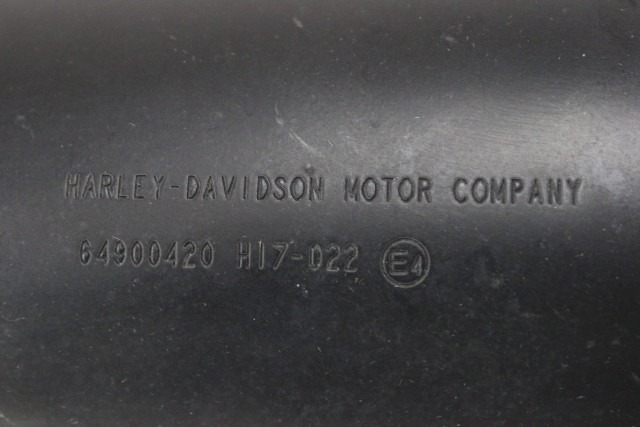 HARLEY-DAVIDSON MOTOR COMPANY
64900420 H17-022 E4